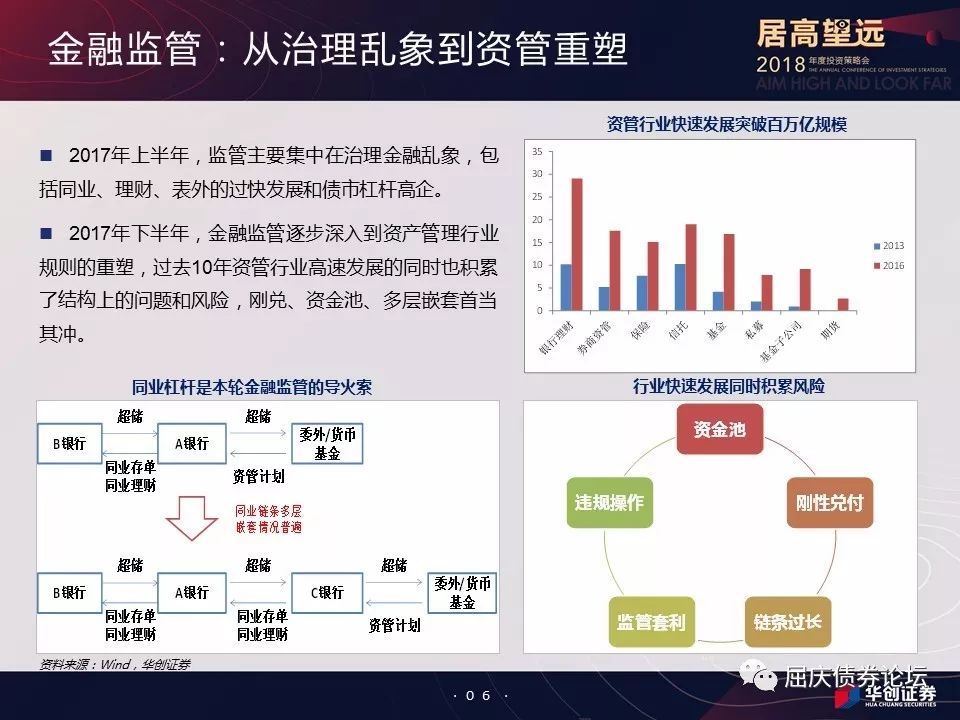 金融监管：从治理乱象到资管重塑
居高望远
2018 年度投资策略会
THE ANNUAL CONFERENCE OF INVESTMENT STRATEGIES
AIM HIGH AND LOOK FAR
■ 2017年上半年，监管主要集中在治理金融乱象，包
括同业、理财、表外的过快发展和债市杠杆高企。
■ 2017年下半年，金融监管逐步深入到资产管理行业
规则的重塑，过去10年资管行业高速发展的同时也积累
了结构上的问题和风险，刚兑、资金池、多层嵌套首当
其冲。
资管行业快速发展突破百万亿规模
35
30
25
20
15
10
5
0
银行理财
券商资管
保险
信托
基金
私募
基金子公司
期货
2013
2016
同业杠杆是本轮金融监管的导火索
超储
超储
B银行
A银行
委外/货币
基金
同业存单
同业理财
资管计划
同业链条多层
嵌套情况普遍
超储
超储
超储
B银行
A银行
C银行
委外/货币
基金
同业存单
同业理财
同业存单
同业理财
资管计划
行业快速发展同时积累风险
资金池
违规操作
刚性兑付
监管套利
链条过长
资料来源：Wind，华创证券
· 0 6 ·
屈庆债券论坛
华创证券
HUA CHUANG SECURITIES